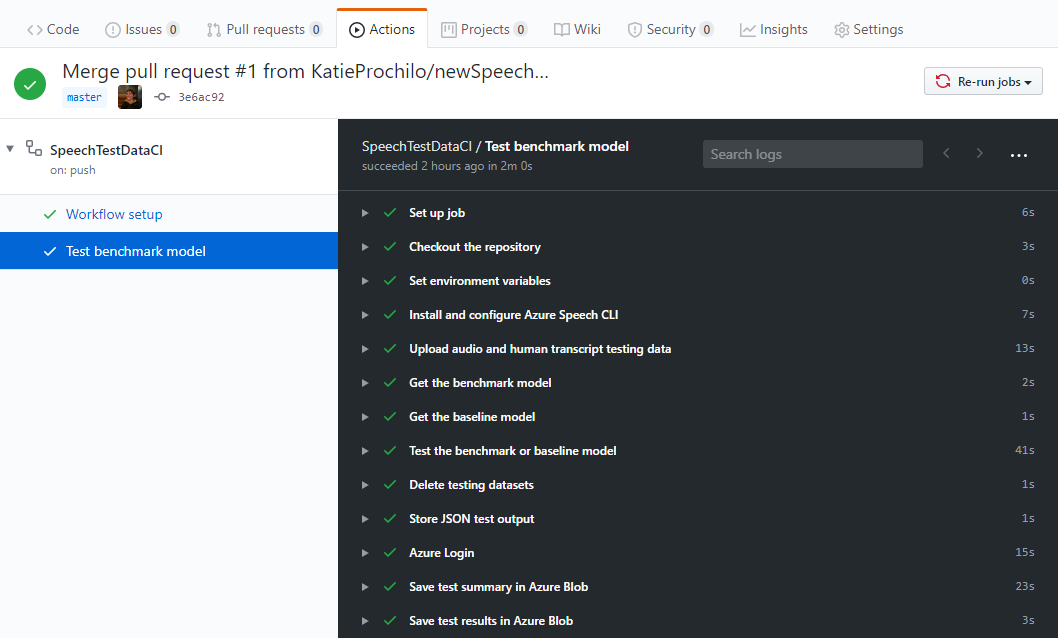 Code Issues 0 Pull requests 0 Actions Projects 0 Wiki Security 0 Insights Settings
Merge pull request #1 from KatieProchilo/newSpeech...
master 3e6ac92
Re-run jobs
SpeechTestDataCI
on: push
Workflow setup
Test benchmark model
SpeechTestDataCI / Test benchmark model
succeeded 2 hours ago in 2m 0s
Search logs
Set up job 6s
Checkout the repository 3s
Set environment variables 0s
Install and configure Azure Speech CLI 7s
Upload audio and human transcript testing data 13s
Get the benchmark model 2s
Get the baseline model 1s
Test the benchmark or baseline model 41s
Delete testing datasets 1s
Store JSON test output 1s
Azure Login 15s
Save test summary in Azure Blob 23s
Save test results in Azure Blob 3s